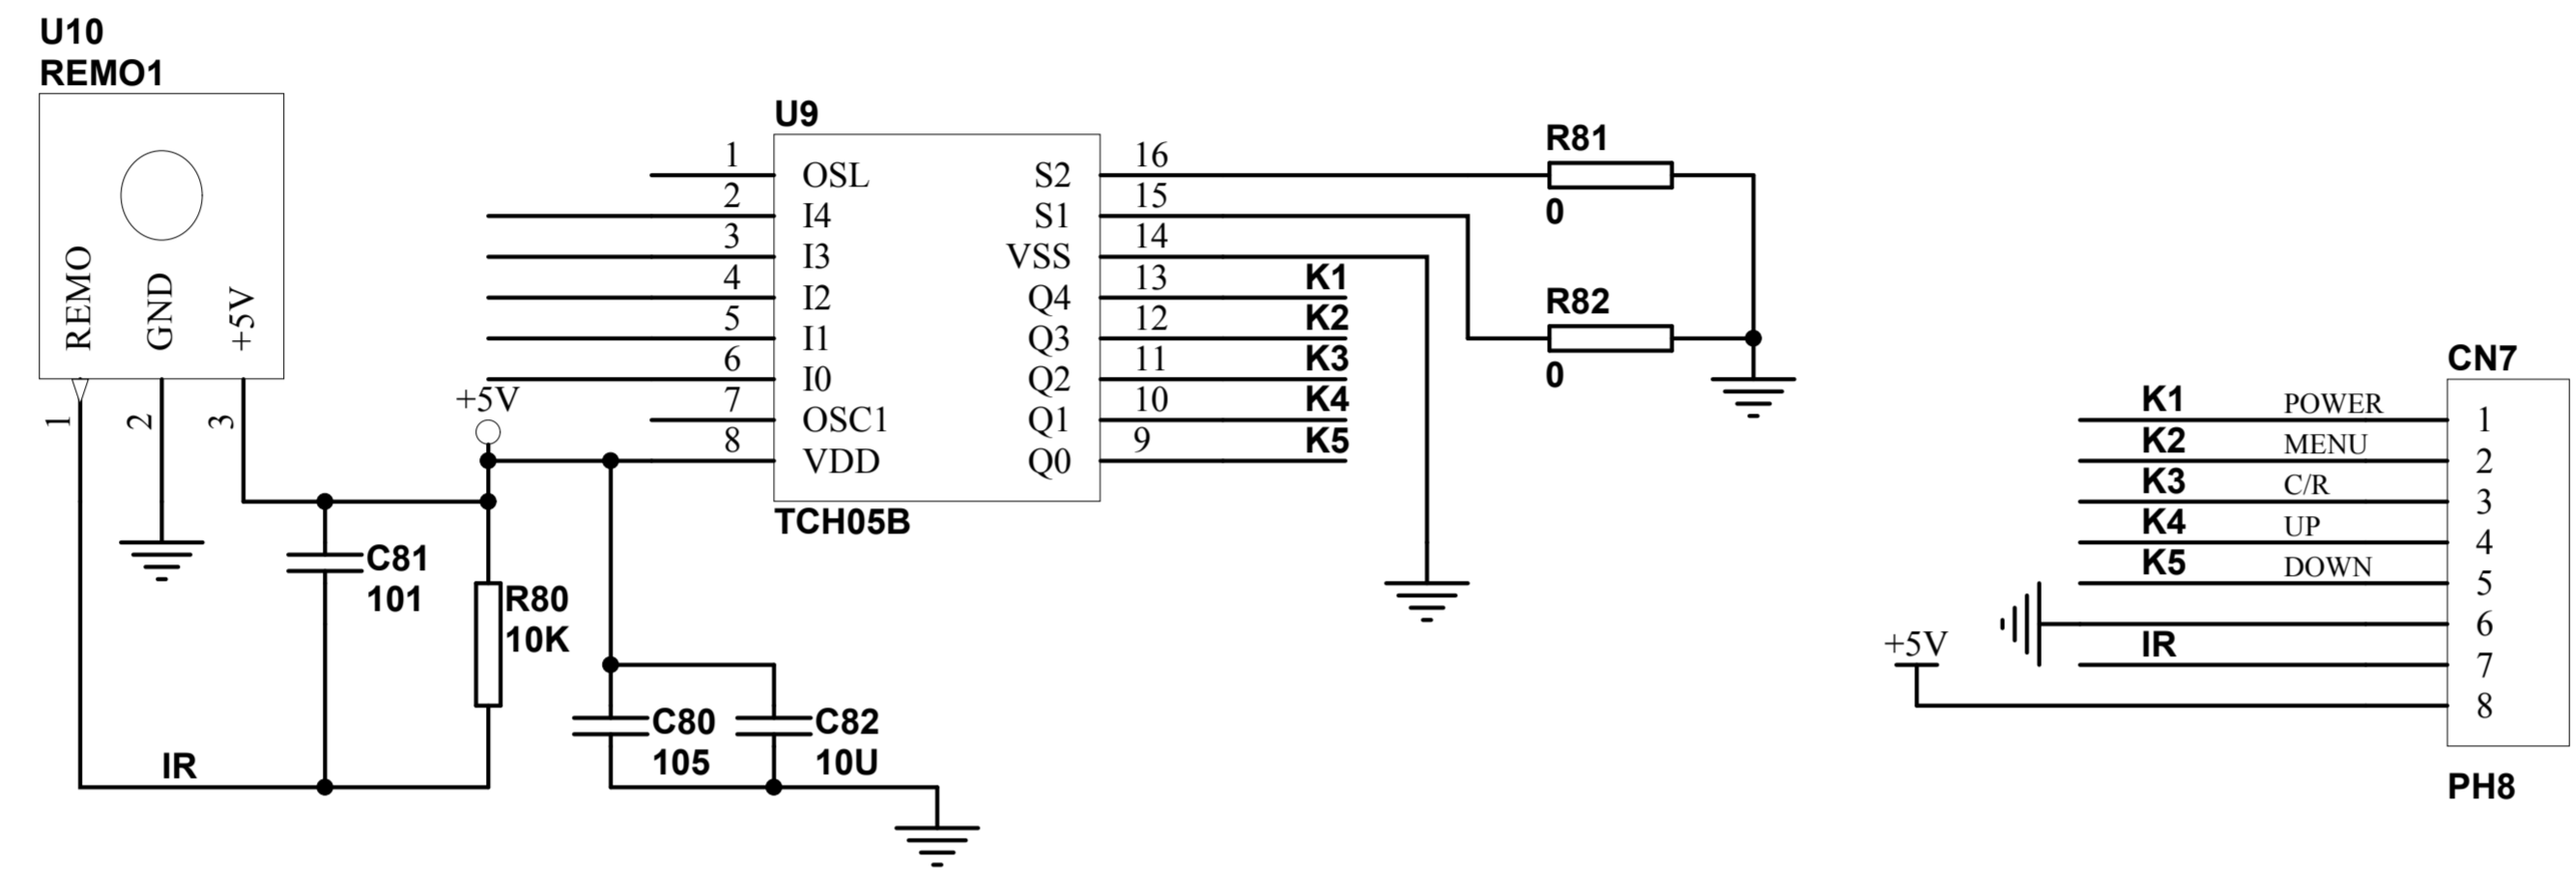 U10
REMO1
REMO
GND
+5V
1
2
3
IR
C81
101
+5V
R80
10K
C80
105
C82
10U
U9
1 OSL S2 16
2 I4 S1 15
3 I3 VSS 14
4 I2 Q4 13 K1
5 I1 Q3 12 K2
6 I0 Q2 11 K3
7 OSC1 Q1 10 K4
8 VDD Q0 9 K5
TCH05B
R81
0
R82
0
CN7
K1 POWER 1
K2 MENU 2
K3 C/R 3
K4 UP 4
K5 DOWN 5
6
IR 7
+5V 8
PH8